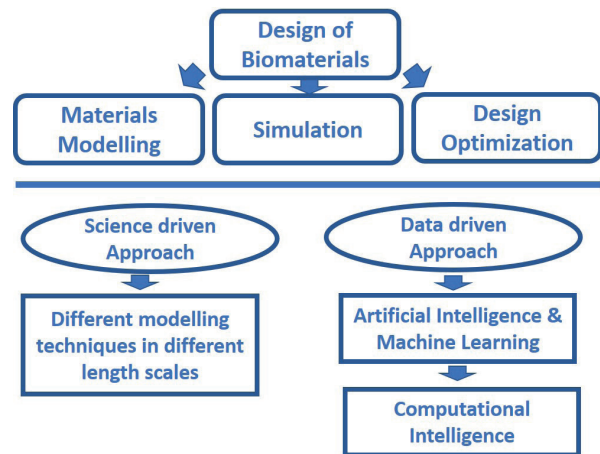 Design of
Biomaterials
Materials
Modelling
Simulation
Design
Optimization
Science driven
Approach
Data driven
Approach
Different modelling
techniques in different
length scales
Artificial Intelligence &
Machine Learning
Computational
Intelligence